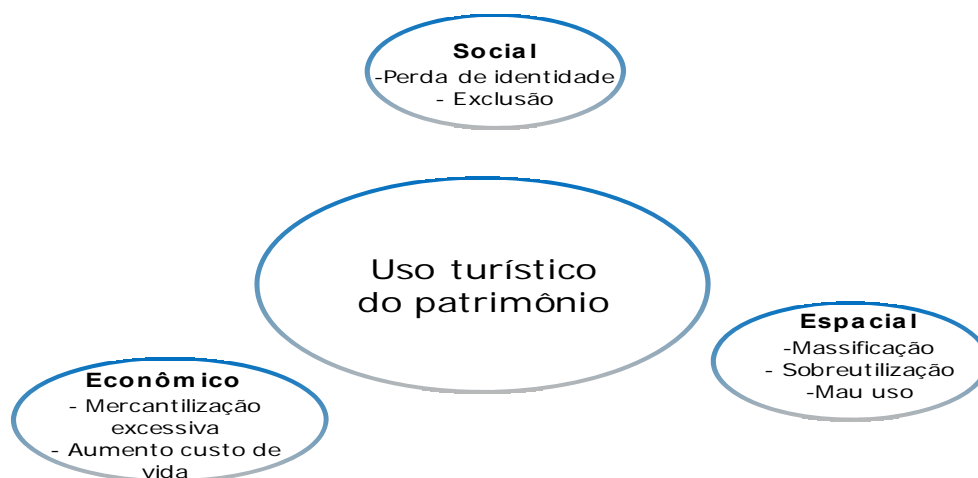 Social
-Perda de identidade
- Exclusão
Uso turístico
do patrimônio
Espacial
-Massificação
- Sobreutilização
-Mau uso
Econômico
- Mercantilização
excessiva
- Aumento custo de
vida